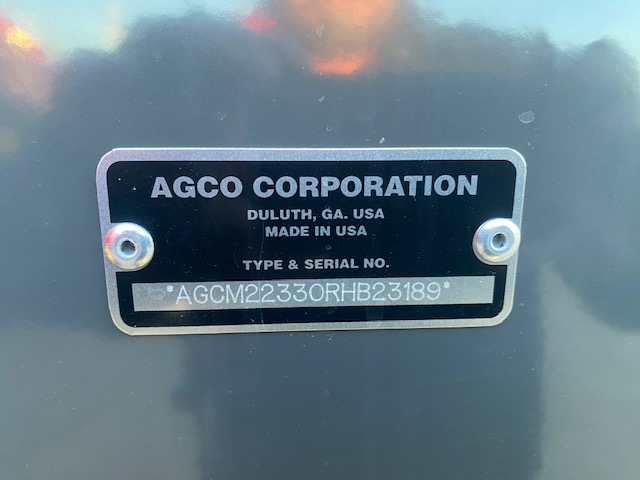 AGCO CORPORATION
DULUTH, GA. USA
MADE IN USA
TYPE & SERIAL NO.
*AGCM22330RHB23189*